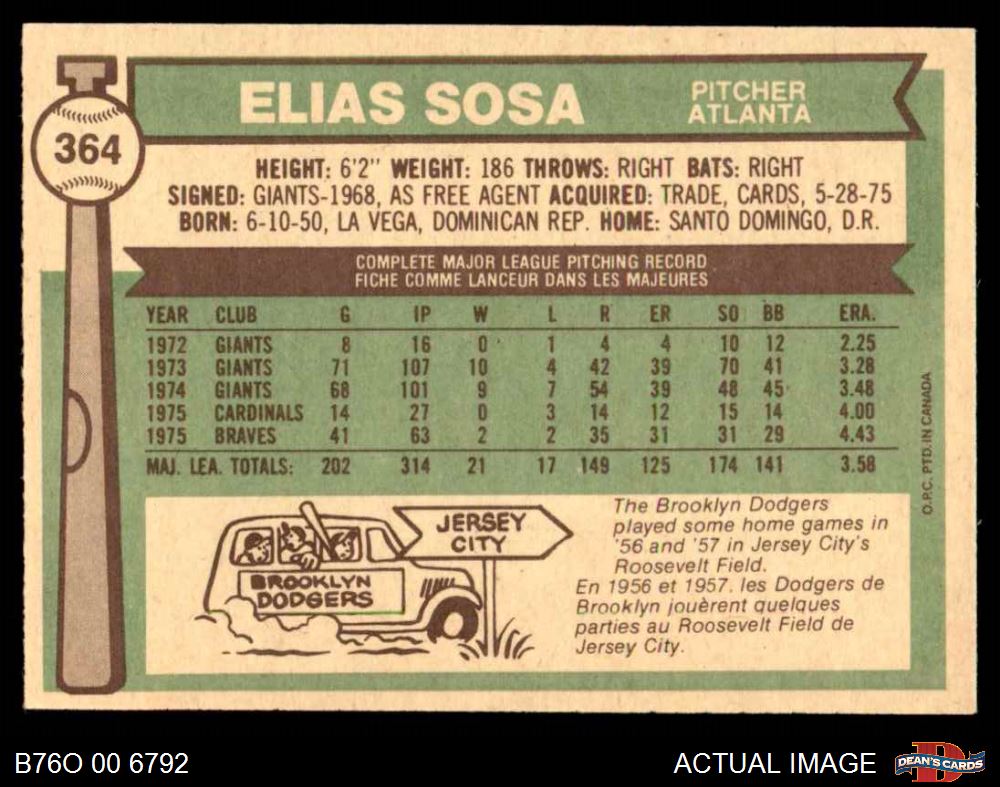 ELIAS SOSA
PITCHER
ATLANTA
364
HEIGHT: 6'2" WEIGHT: 186 THROWS: RIGHT BATS: RIGHT
SIGNED: GIANTS-1968, AS FREE AGENT ACQUIRED: TRADE, CARDS, 5-28-75
BORN: 6-10-50, LA VEGA, DOMINICAN REP. HOME: SANTO DOMINGO, D.R.
COMPLETE MAJOR LEAGUE PITCHING RECORD
FICHE COMME LANCEUR DANS LES MAJEURES
YEAR CLUB G IP W L R ER SO BB ERA.
1972 GIANTS 8 16 0 1 4 4 10 12 2.25
1973 GIANTS 71 107 10 4 42 39 70 41 3.28
1974 GIANTS 68 101 9 7 54 39 48 45 3.48
1975 CARDINALS 14 27 0 3 14 12 15 14 4.00
1975 BRAVES 41 63 2 2 35 31 31 29 4.43
MAJ. LEA. TOTALS: 202 314 21 17 149 125 174 141 3.58
O.P.C. PTD. IN CANADA
JERSEY
CITY
BROOKLYN
DODGERS
The Brooklyn Dodgers
played some home games in
'56 and '57 in Jersey City's
Roosevelt Field.
En 1956 et 1957. les Dodgers de
Brooklyn jouèrent quelques
parties au Roosevelt Field de
Jersey City.
B76O 00 6792
ACTUAL IMAGE
DEAN'S CARDS